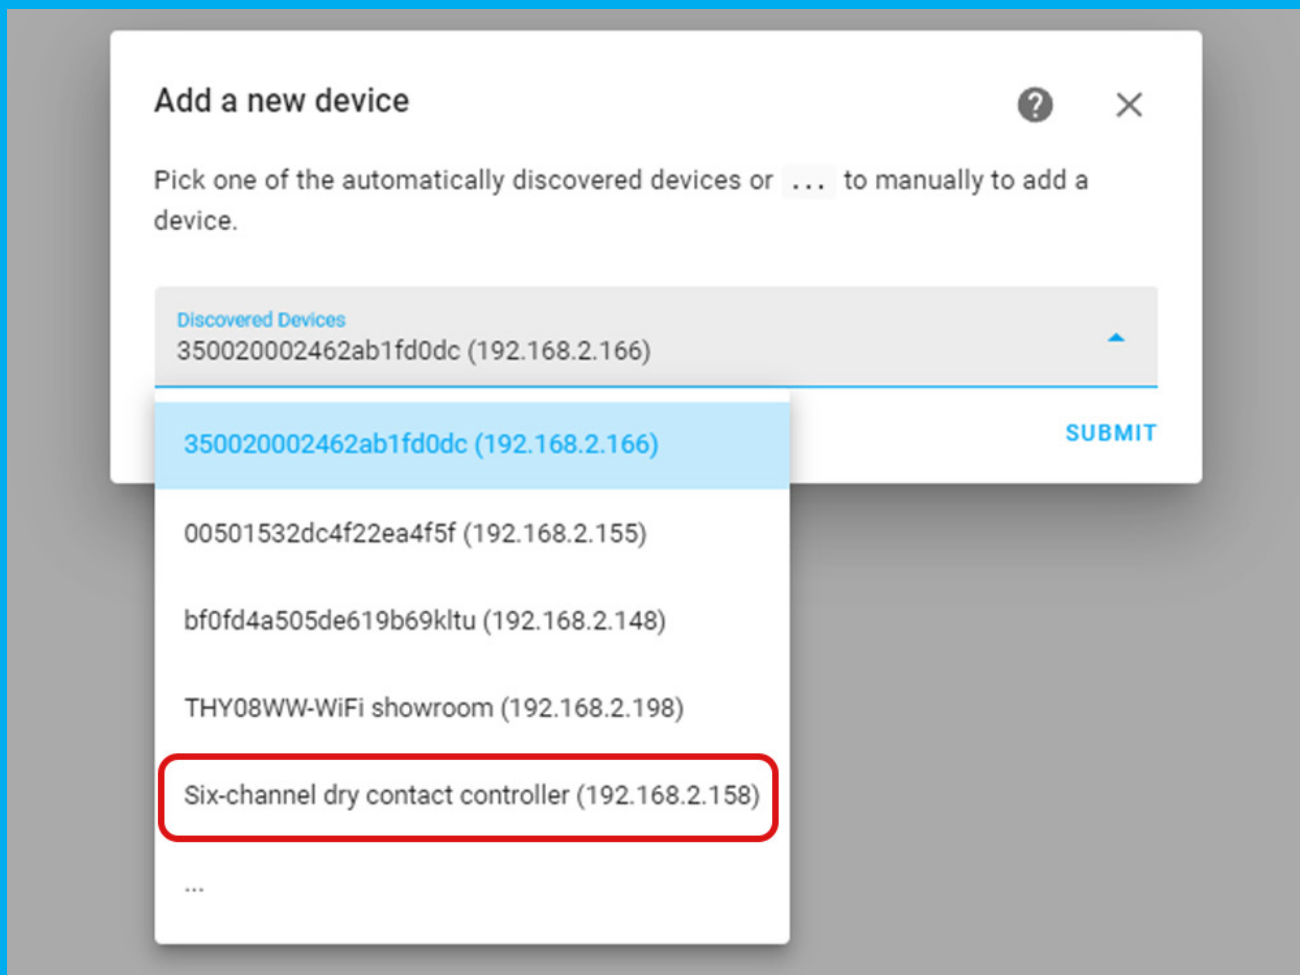 Add a new device
Pick one of the automatically discovered devices or ... to manually to add a
device.
Discovered Devices
350020002462ab1fd0dc (192.168.2.166)
350020002462ab1fd0dc (192.168.2.166)
SUBMIT
00501532dc4f22ea4f5f (192.168.2.155)
bf0fd4a505de619b69kltu (192.168.2.148)
THY08WW-WiFi showroom (192.168.2.198)
Six-channel dry contact controller (192.168.2.158)
...